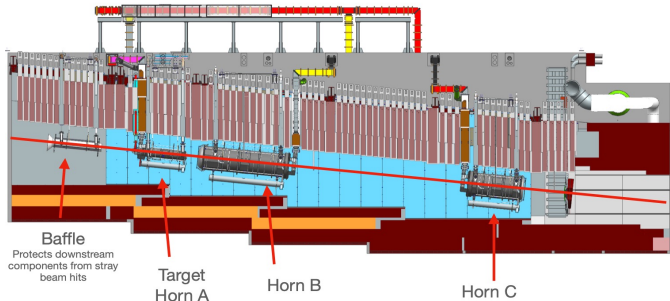 Baffle
Protects downstream
components from stray
beam hits
Target
Horn A
Horn B
Horn C